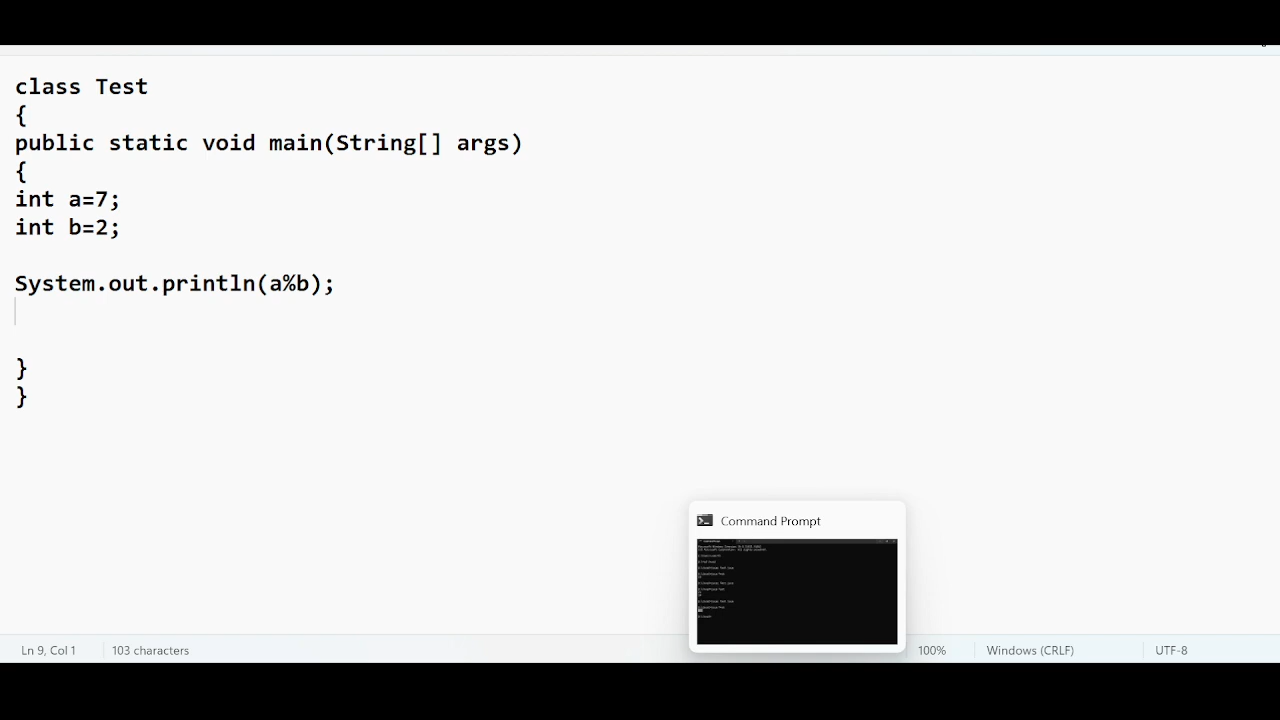 class Test
{
public static void main(String[] args)
{
int a=7;
int b=2;
System.out.println(a%b);
}
}
Command Prompt
Ln 9, Col 1
103 characters
100%
Windows (CRLF)
UTF-8